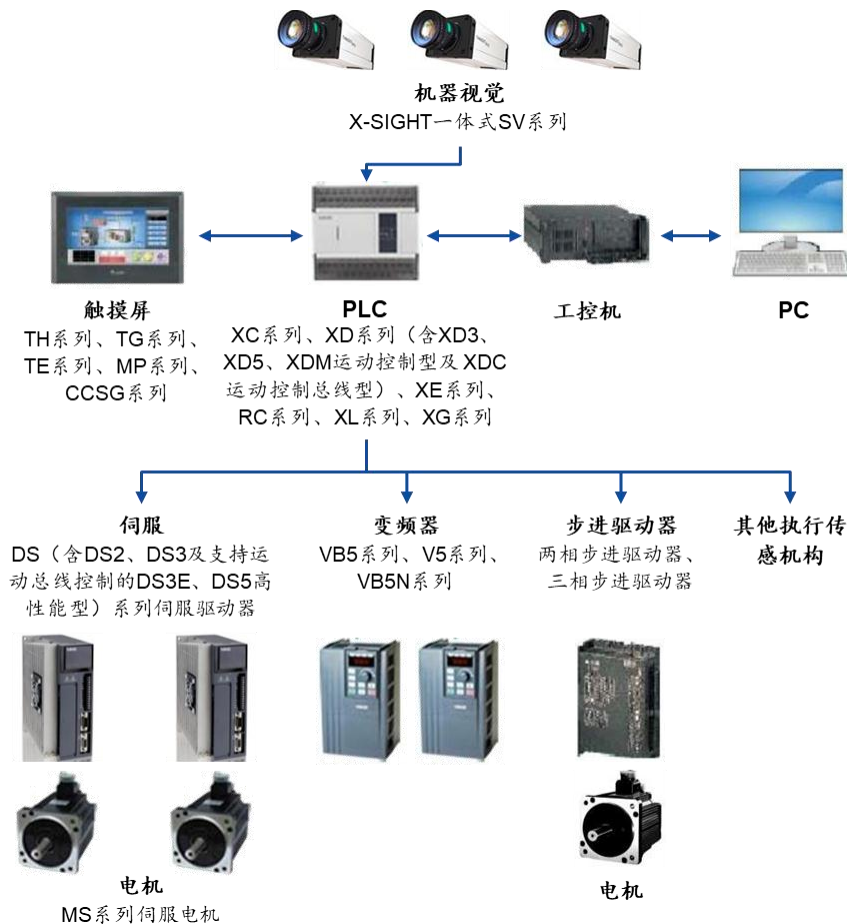 机器视觉
X-SIGHT一体式SV系列
触摸屏
TH系列、TG系列、
TE系列、MP系列、
CCSG系列
PLC
XC系列、XD系列（含XD3、
XD5、XDM运动控制型及XDC
运动控制总线型）、XE系列、
RC系列、XL系列、XG系列
工控机
PC
伺服
DS（含DS2、DS3及支持运
动总线控制的DS3E、DS5高
性能型）系列伺服驱动器
变频器
VB5系列、V5系列、
VB5N系列
步进驱动器
两相步进驱动器、
三相步进驱动器
其他执行传
感机构
电机
MS系列伺服电机
电机